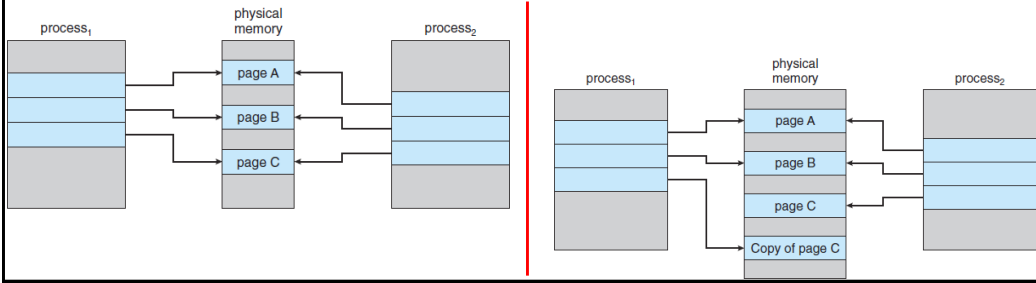 process₁
physical
memory
process₂
page A
page B
page C
process₁
physical
memory
process₂
page A
page B
page C
Copy of page C